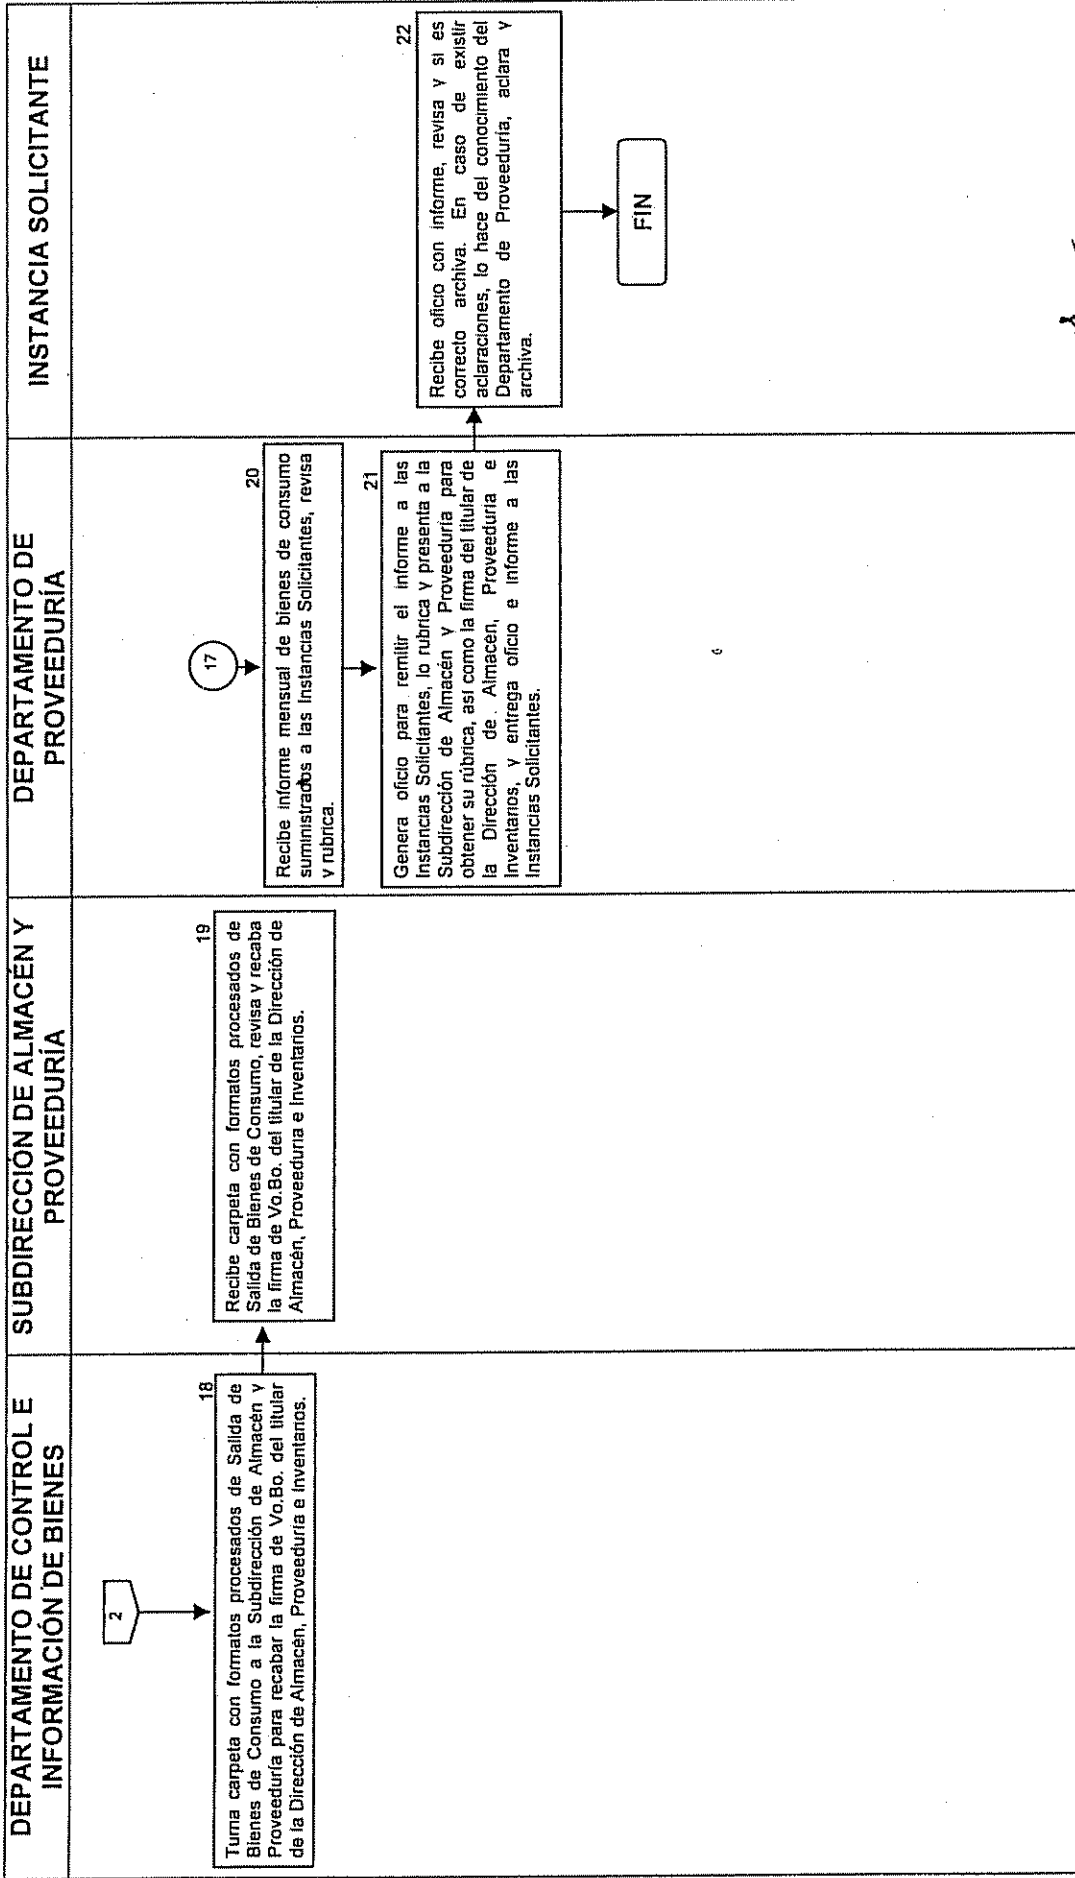 DEPARTAMENTO DE CONTROL E
INFORMACIÓN DE BIENES
SUBDIRECCIÓN DE ALMACÉN Y
PROVEEDURÍA
DEPARTAMENTO DE
PROVEEDURÍA
INSTANCIA SOLICITANTE
2
18
Turna carpeta con formatos procesados de Salida de
Bienes de Consumo a la Subdirección de Almacén y
Proveeduría para recabar la firma de Vo.Bo. del titular
de la Dirección de Almacén, Proveeduría e Inventarios.
19
Recibe carpeta con formatos procesados de
Salida de Bienes de Consumo, revisa y recaba
la firma de Vo.Bo. del titular de la Dirección de
Almacén, Proveeduria e Inventarios.
17
20
Recibe informe mensual de bienes de consumo
suministrados a las Instancias Solicitantes, revisa
y rubrica.
21
Genera oficio para remitir el informe a las
Instancias Solicitantes, lo rubrica y presenta a la
Subdirección de Almacén y Proveeduría para
obtener su rúbrica, así como la firma del titular de
la Dirección de Almacén, Proveeduria e
Inventarios, y entrega oficio e Informe a las
Instancias Solicitantes.
22
Recibe oficio con informe, revisa y si es
correcto archiva. En caso de existir
aclaraciones, lo hace del conocimiento del
Departamento de Proveeduría, aclara y
archiva.
FIN